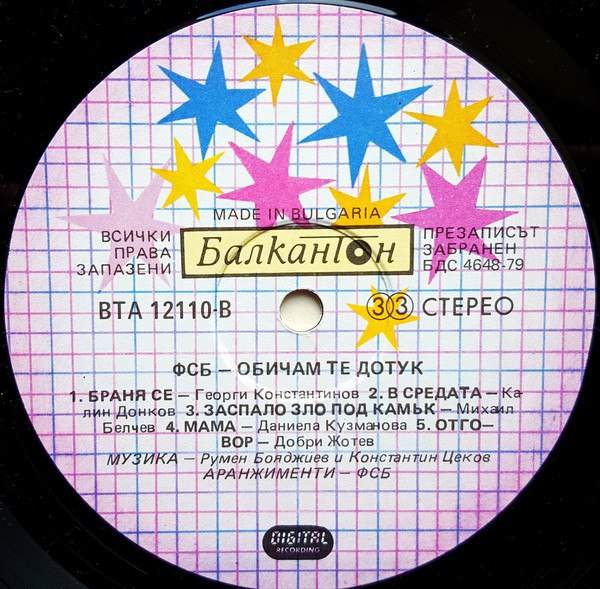 MADE IN BULGARIA
ВСИЧКИ
ПРАВА
ЗАПАЗЕНИ
Балкантон
ПРЕЗАПИСЪТ
ЗАБРАНЕН
БДС 4648-79
ВТА 12110-В
33 СТЕРЕО
ФСБ – ОБИЧАМ ТЕ ДОТУК
1. БРАНЯ СЕ – Георги Константинов 2. В СРЕДАТА – Ка-
лин Донков 3. ЗАСПАЛО ЗЛО ПОД КАМЬК – Михаил
Белчев 4. МАМА – Даниела Кузманова 5. ОТГО–
ВОР – Добри Жотев
МУЗИКА – Румен Бояджиев и Константин Цеков
АРАНЖИМЕНТИ – ФСБ
DIGITAL
RECORDING